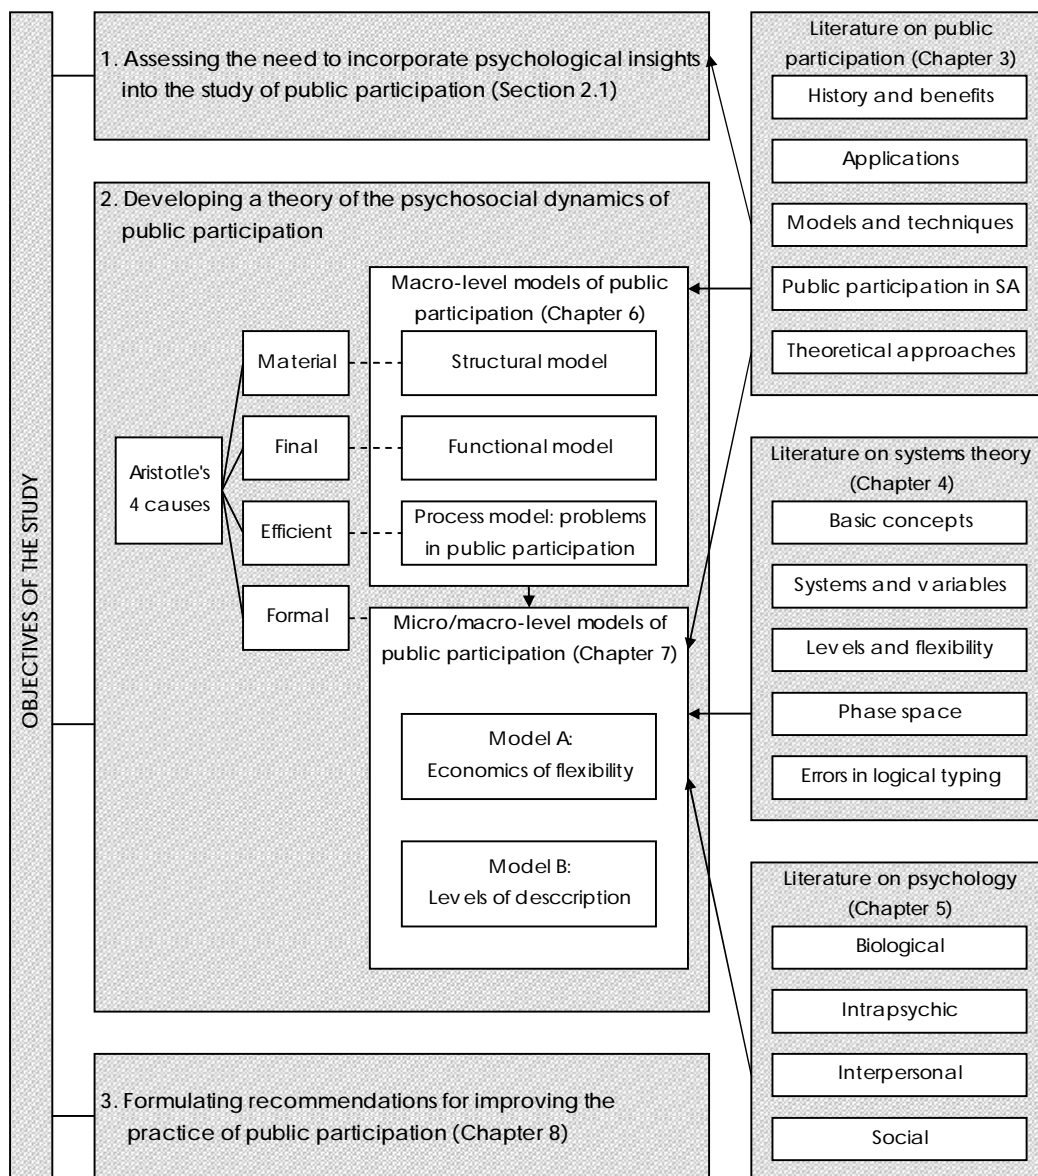 OBJECTIVES OF THE STUDY
1. Assessing the need to incorporate psychological insights
into the study of public participation (Section 2.1)
2. Developing a theory of the psychosocial dynamics of
public participation
Macro-level models of public
participation (Chapter 6)
Aristotle's
4 causes
Material
Structural model
Final
Functional model
Efficient
Process model: problems
in public participation
Formal
Micro/macro-level models of
public participation (Chapter 7)
Model A:
Economics of flexibility
Model B:
Levels of desccription
3. Formulating recommendations for improving the
practice of public participation (Chapter 8)
Literature on public
participation (Chapter 3)
History and benefits
Applications
Models and techniques
Public participation in SA
Theoretical approaches
Literature on systems theory
(Chapter 4)
Basic concepts
Systems and variables
Levels and flexibility
Phase space
Errors in logical typing
Literature on psychology
(Chapter 5)
Biological
Intrapsychic
Interpersonal
Social